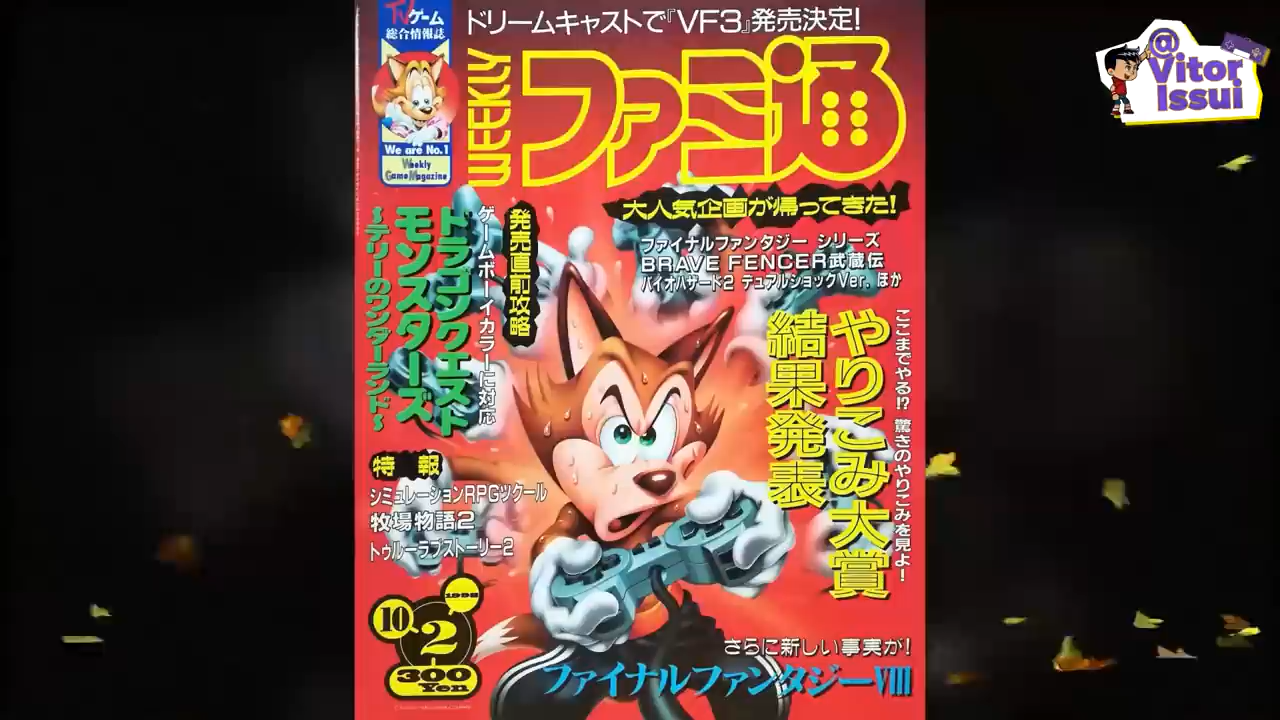 ドリームキャストで『VF3』発売決定!
TVゲーム
総合情報誌
We are No.1
Weekly
Game Magazine
WEEKLY
ファミ通
大人気企画が帰ってきた!
ファイナルファンタジー シリーズ
BRAVE FENCER武蔵伝
バイオハザード2 デュアルショックVer. ほか
ここまでやる!? 驚きのやりこみを見よ!
やりこみ大賞
結果発表
発売直前攻略
ゲームボーイカラーに対応
ドラゴンクエスト
モンスターズ
~テリーのワンダーランド~
特報
シミュレーションRPGツクール
牧場物語2
トゥルーラブストーリー2
1998
10
2
300
Yen
さらに新しい事実が!
ファイナルファンタジーVIII
@
Vitor
Issui